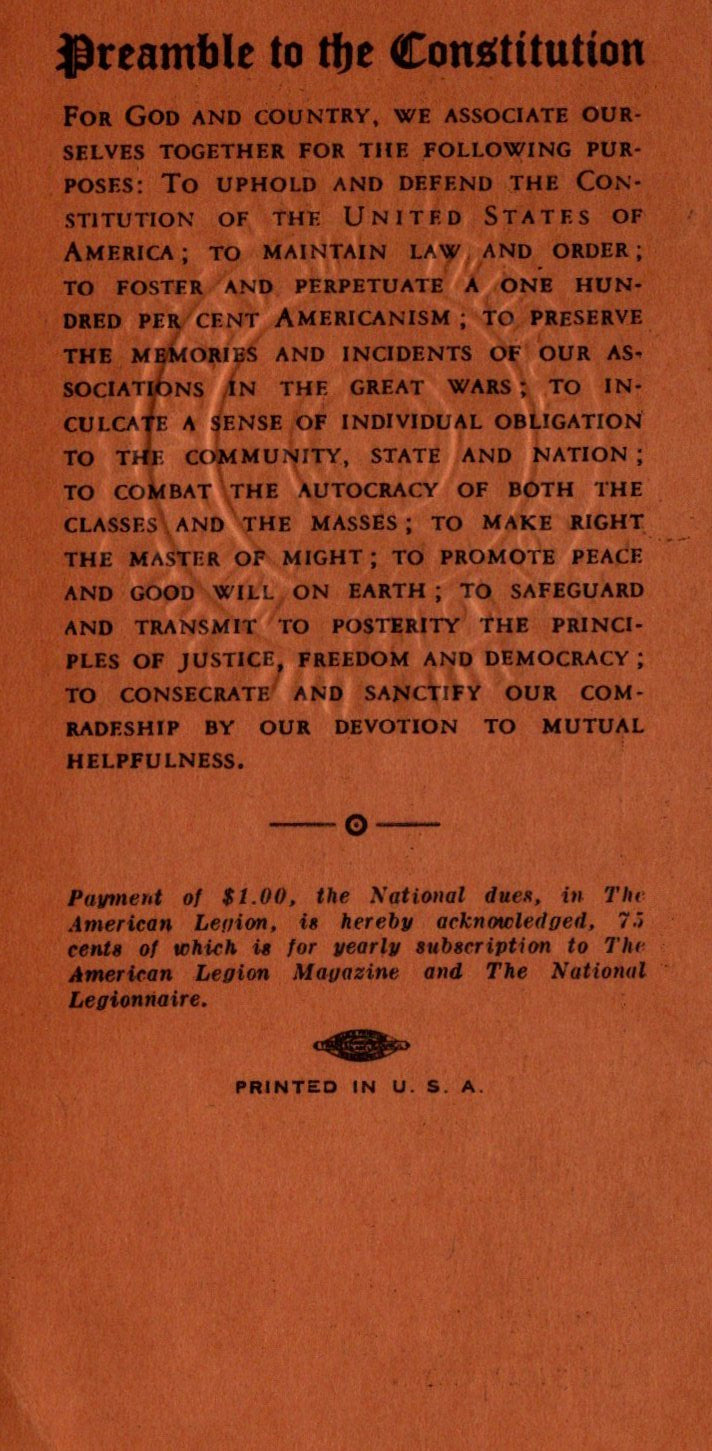 Preamble to the Constitution
FOR GOD AND COUNTRY, WE ASSOCIATE OUR-
SELVES TOGETHER FOR THE FOLLOWING PUR-
POSES: TO UPHOLD AND DEFEND THE CON-
STITUTION OF THE UNITED STATES OF
AMERICA; TO MAINTAIN LAW AND ORDER;
TO FOSTER AND PERPETUATE A ONE HUN-
DRED PER CENT AMERICANISM; TO PRESERVE
THE MEMORIES AND INCIDENTS OF OUR AS-
SOCIATIONS IN THE GREAT WARS; TO IN-
CULCATE A SENSE OF INDIVIDUAL OBLIGATION
TO THE COMMUNITY, STATE AND NATION;
TO COMBAT THE AUTOCRACY OF BOTH THE
CLASSES AND THE MASSES; TO MAKE RIGHT
THE MASTER OF MIGHT; TO PROMOTE PEACE
AND GOOD WILL ON EARTH; TO SAFEGUARD
AND TRANSMIT TO POSTERITY THE PRINCI-
PLES OF JUSTICE, FREEDOM AND DEMOCRACY;
TO CONSECRATE AND SANCTIFY OUR COM-
RADESHIP BY OUR DEVOTION TO MUTUAL
HELPFULNESS.
Payment of $1.00, the National dues, in The
American Legion, is hereby acknowledged, 75
cents of which is for yearly subscription to The
American Legion Magazine and The National
Legionnaire.
PRINTED IN U. S. A.